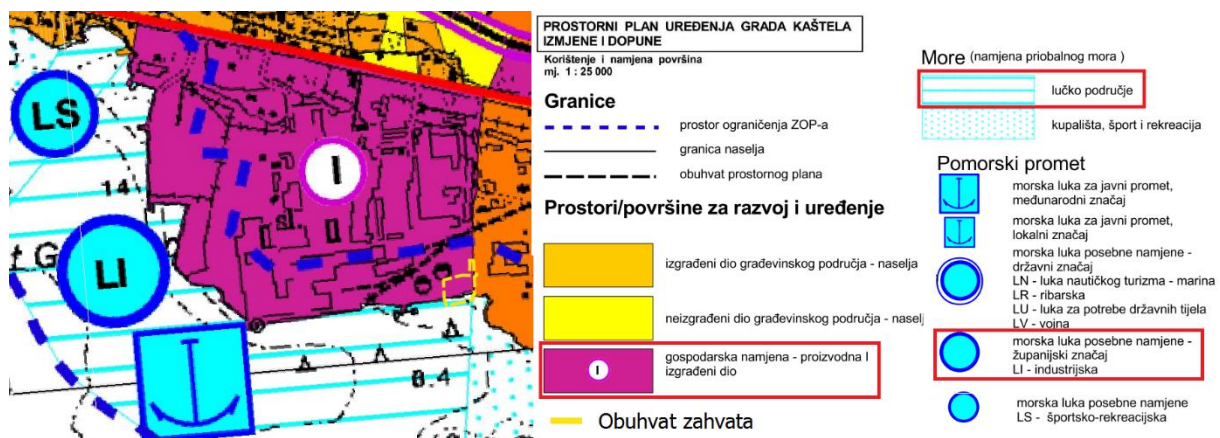 LS
I
14
G
LI
8.4
PROSTORNI PLAN UREĐENJA GRADA KAŠTELA
IZMJENE I DOPUNE
Korištenje i namjena površina
mj. 1 : 25 000
Granice
prostor ograničenja ZOP-a
granica naselja
obuhvat prostornog plana
Prostori/površine za razvoj i uređenje
izgrađeni dio građevinskog područja - naselja
neizgrađeni dio građevinskog područja - naselj
I
gospodarska namjena - proizvodna I
izgrađeni dio
Obuhvat zahvata
More (namjena priobalnog mora )
lučko područje
kupališta, šport i rekreacija
Pomorski promet
morska luka za javni promet,
međunarodni značaj
morska luka za javni promet,
lokalni značaj
morska luka posebne namjene -
državni značaj
LN - luka nautičkog turizma - marina
LR - ribarska
LU - luka za potrebe državnih tijela
LV - vojna
morska luka posebne namjene -
županijski značaj
LI - industrijska
morska luka posebne namjene
LS - športsko-rekreacijska